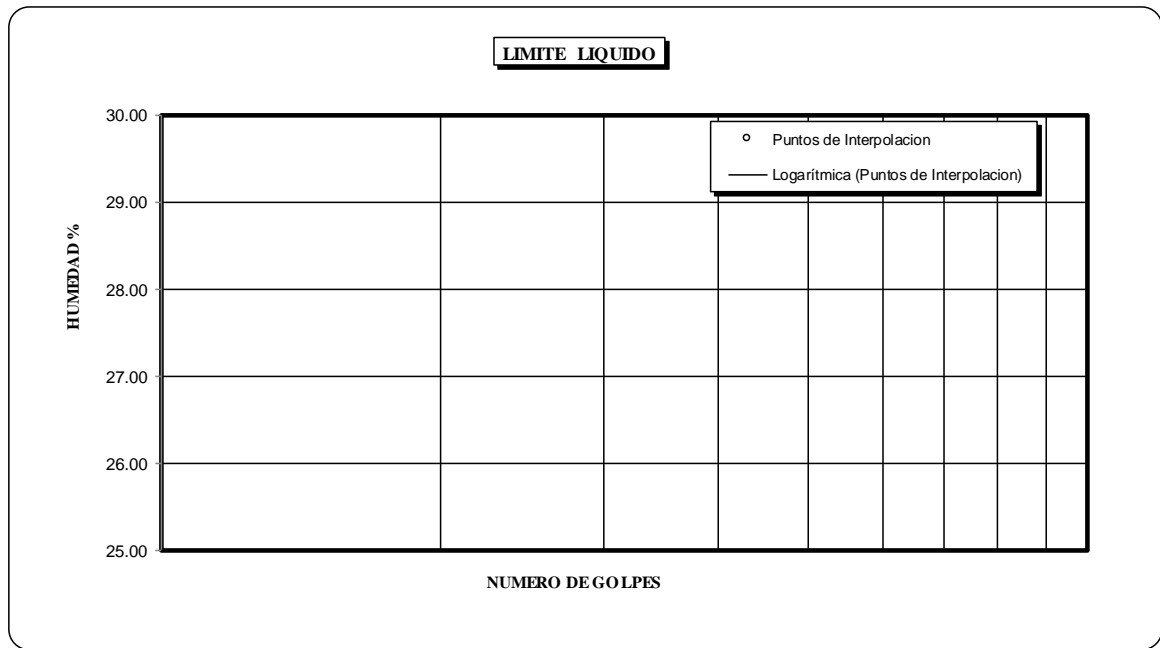 LIMITE LIQUIDO
30.00
Puntos de Interpolacion
Logarítmica (Puntos de Interpolacion)
29.00
28.00
27.00
26.00
25.00
HUMEDAD %
NUMERO DE GOLPES